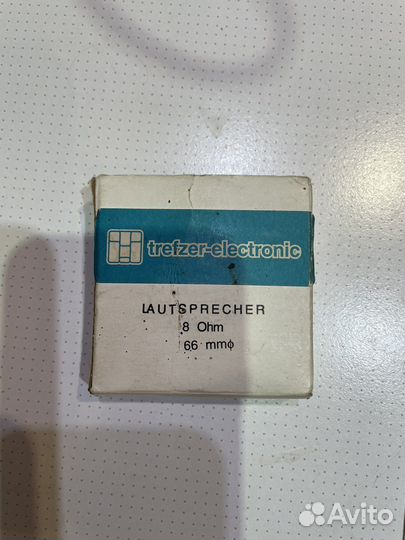 trefzer-electronic
LAUTSPRECHER
8 Ohm
66 mmϕ
Avito